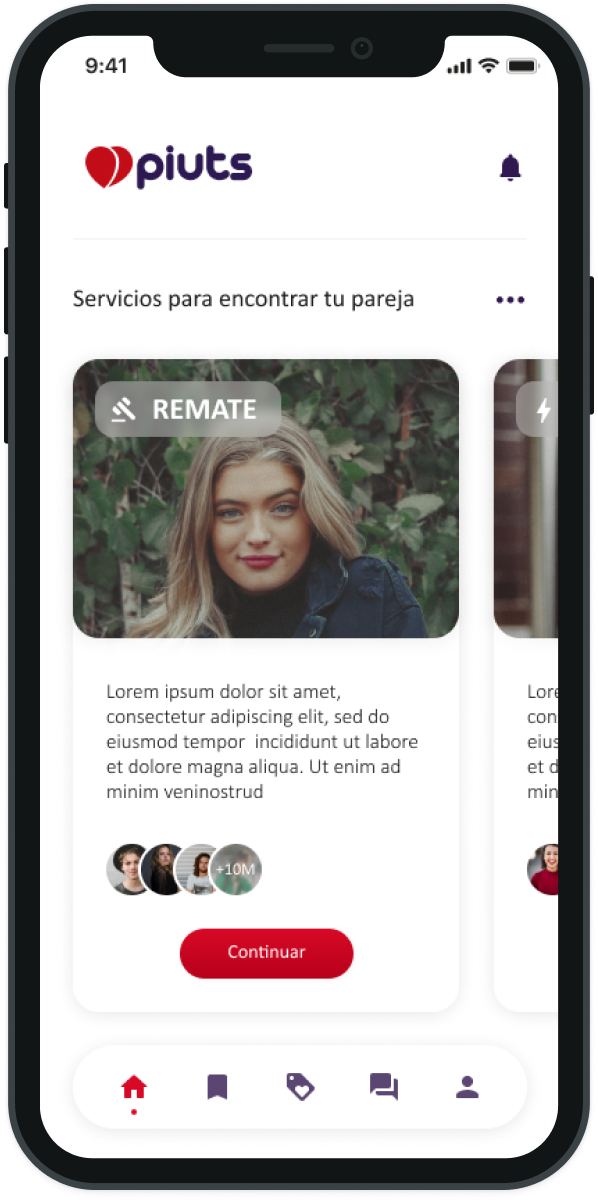 9:41
piuts
Servicios para encontrar tu pareja
REMATE
Lorem ipsum dolor sit amet,
consectetur adipiscing elit, sed do
eiusmod tempor  incididunt ut labore
et dolore magna aliqua. Ut enim ad
minim veninostrud
+10M
Continuar
Lore
con
eius
et d
min